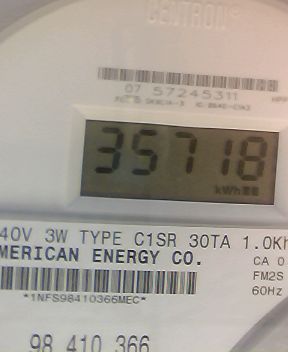 CENTRON®
07 57245311
35718
kWh
40V 3W TYPE C1SR 30TA 1.0Kh
MERICAN ENERGY CO.
CA 0
FM2S
*1NFS98410366MEC*
60Hz
98 410 366